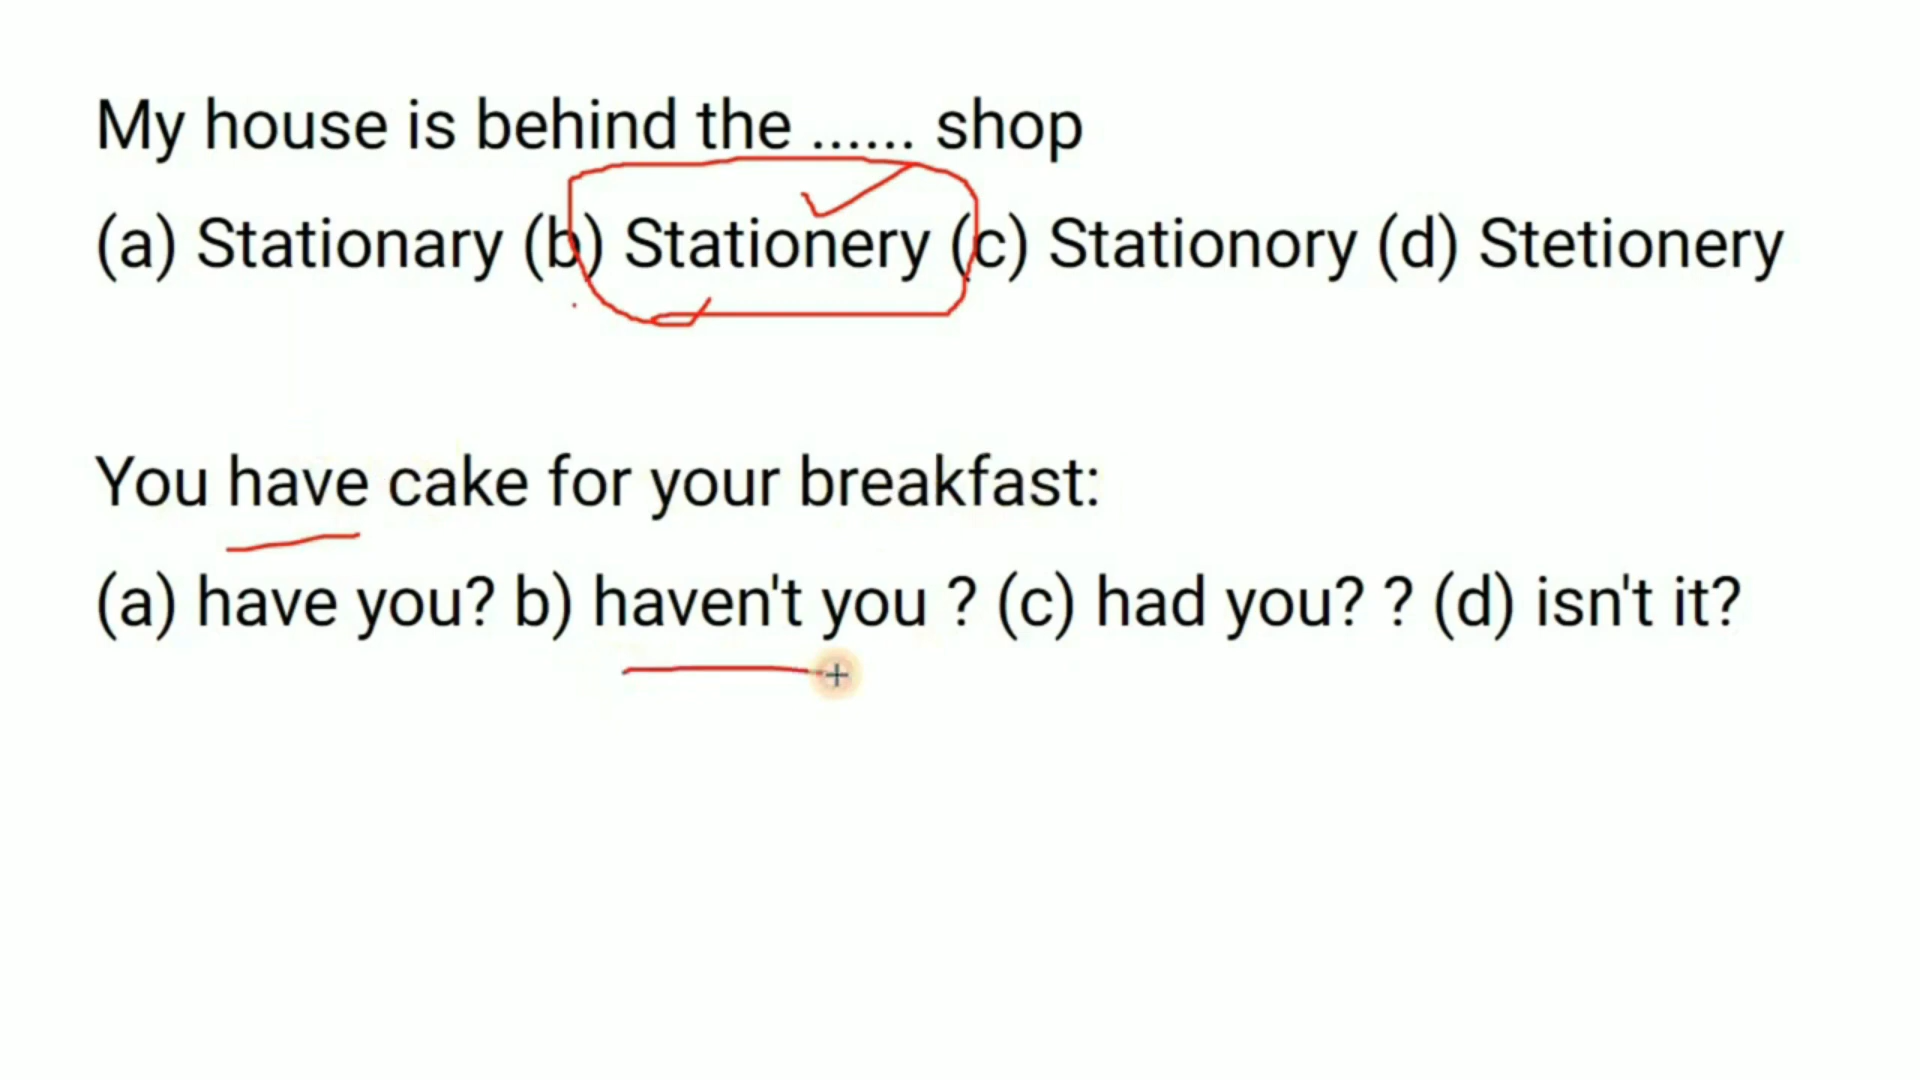 My house is behind the ...... shop
(a) Stationary (b) Stationery (c) Stationory (d) Stetionery
You have cake for your breakfast:
(a) have you? b) haven't you ? (c) had you? ? (d) isn't it?